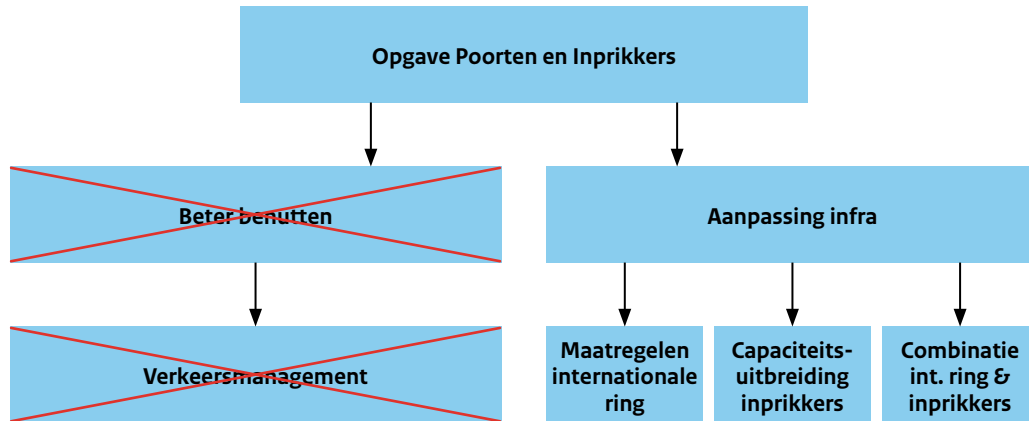 Opgave Poorten en Inprikkers
Beter benutten
Aanpassing infra
Verkeersmanagement
Maatregelen
internationale
ring
Capaciteits-
uitbreiding
inprikkers
Combinatie
int. ring &
inprikkers